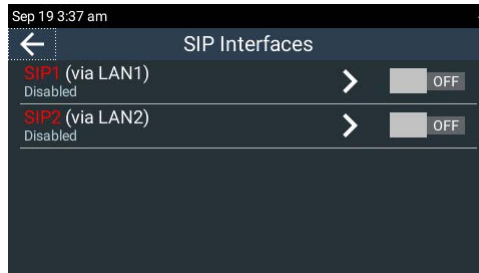 Sep 19 3:37 am
SIP Interfaces
SIP1 (via LAN1)
Disabled
OFF
SIP2 (via LAN2)
Disabled
OFF